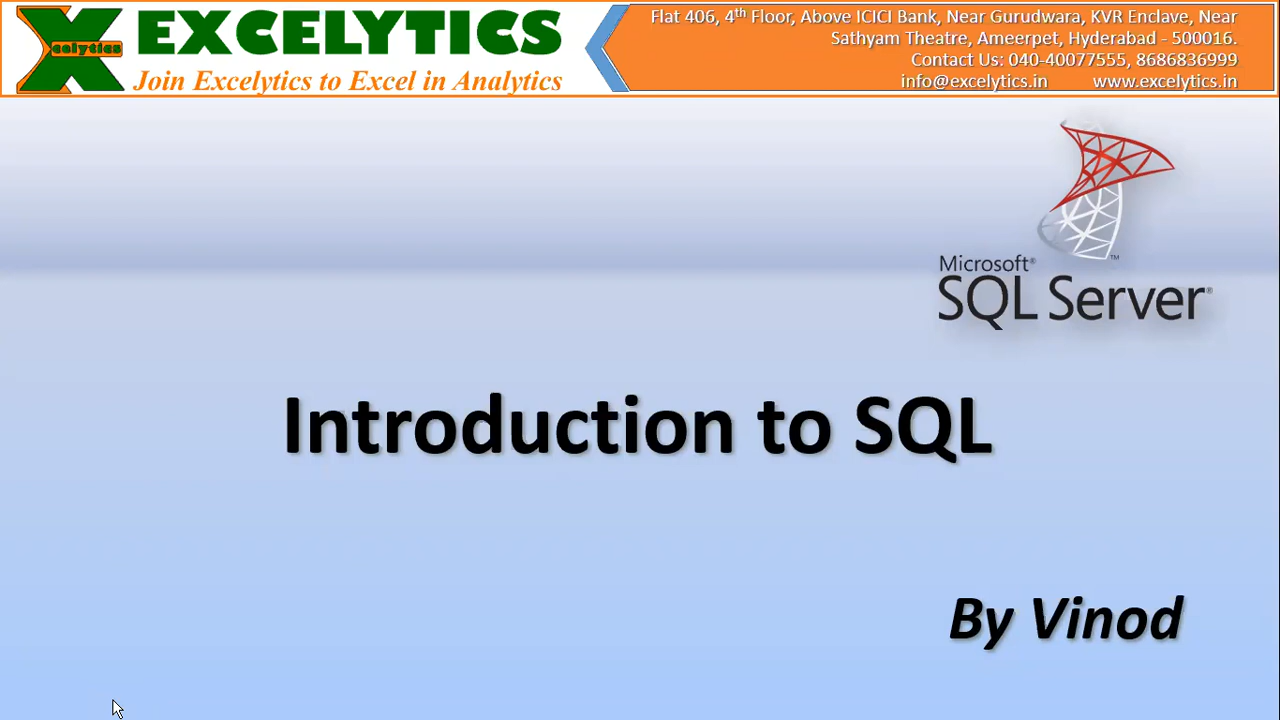 EXCELYTICS
celytics
Join Excelytics to Excel in Analytics
Flat 406, 4th Floor, Above ICICI Bank, Near Gurudwara, KVR Enclave, Near
Sathyam Theatre, Ameerpet, Hyderabad - 500016.
Contact Us: 040-40077555, 8686836999
info@excelytics.in www.excelytics.in
Microsoft®
SQL Server®
Introduction to SQL
By Vinod